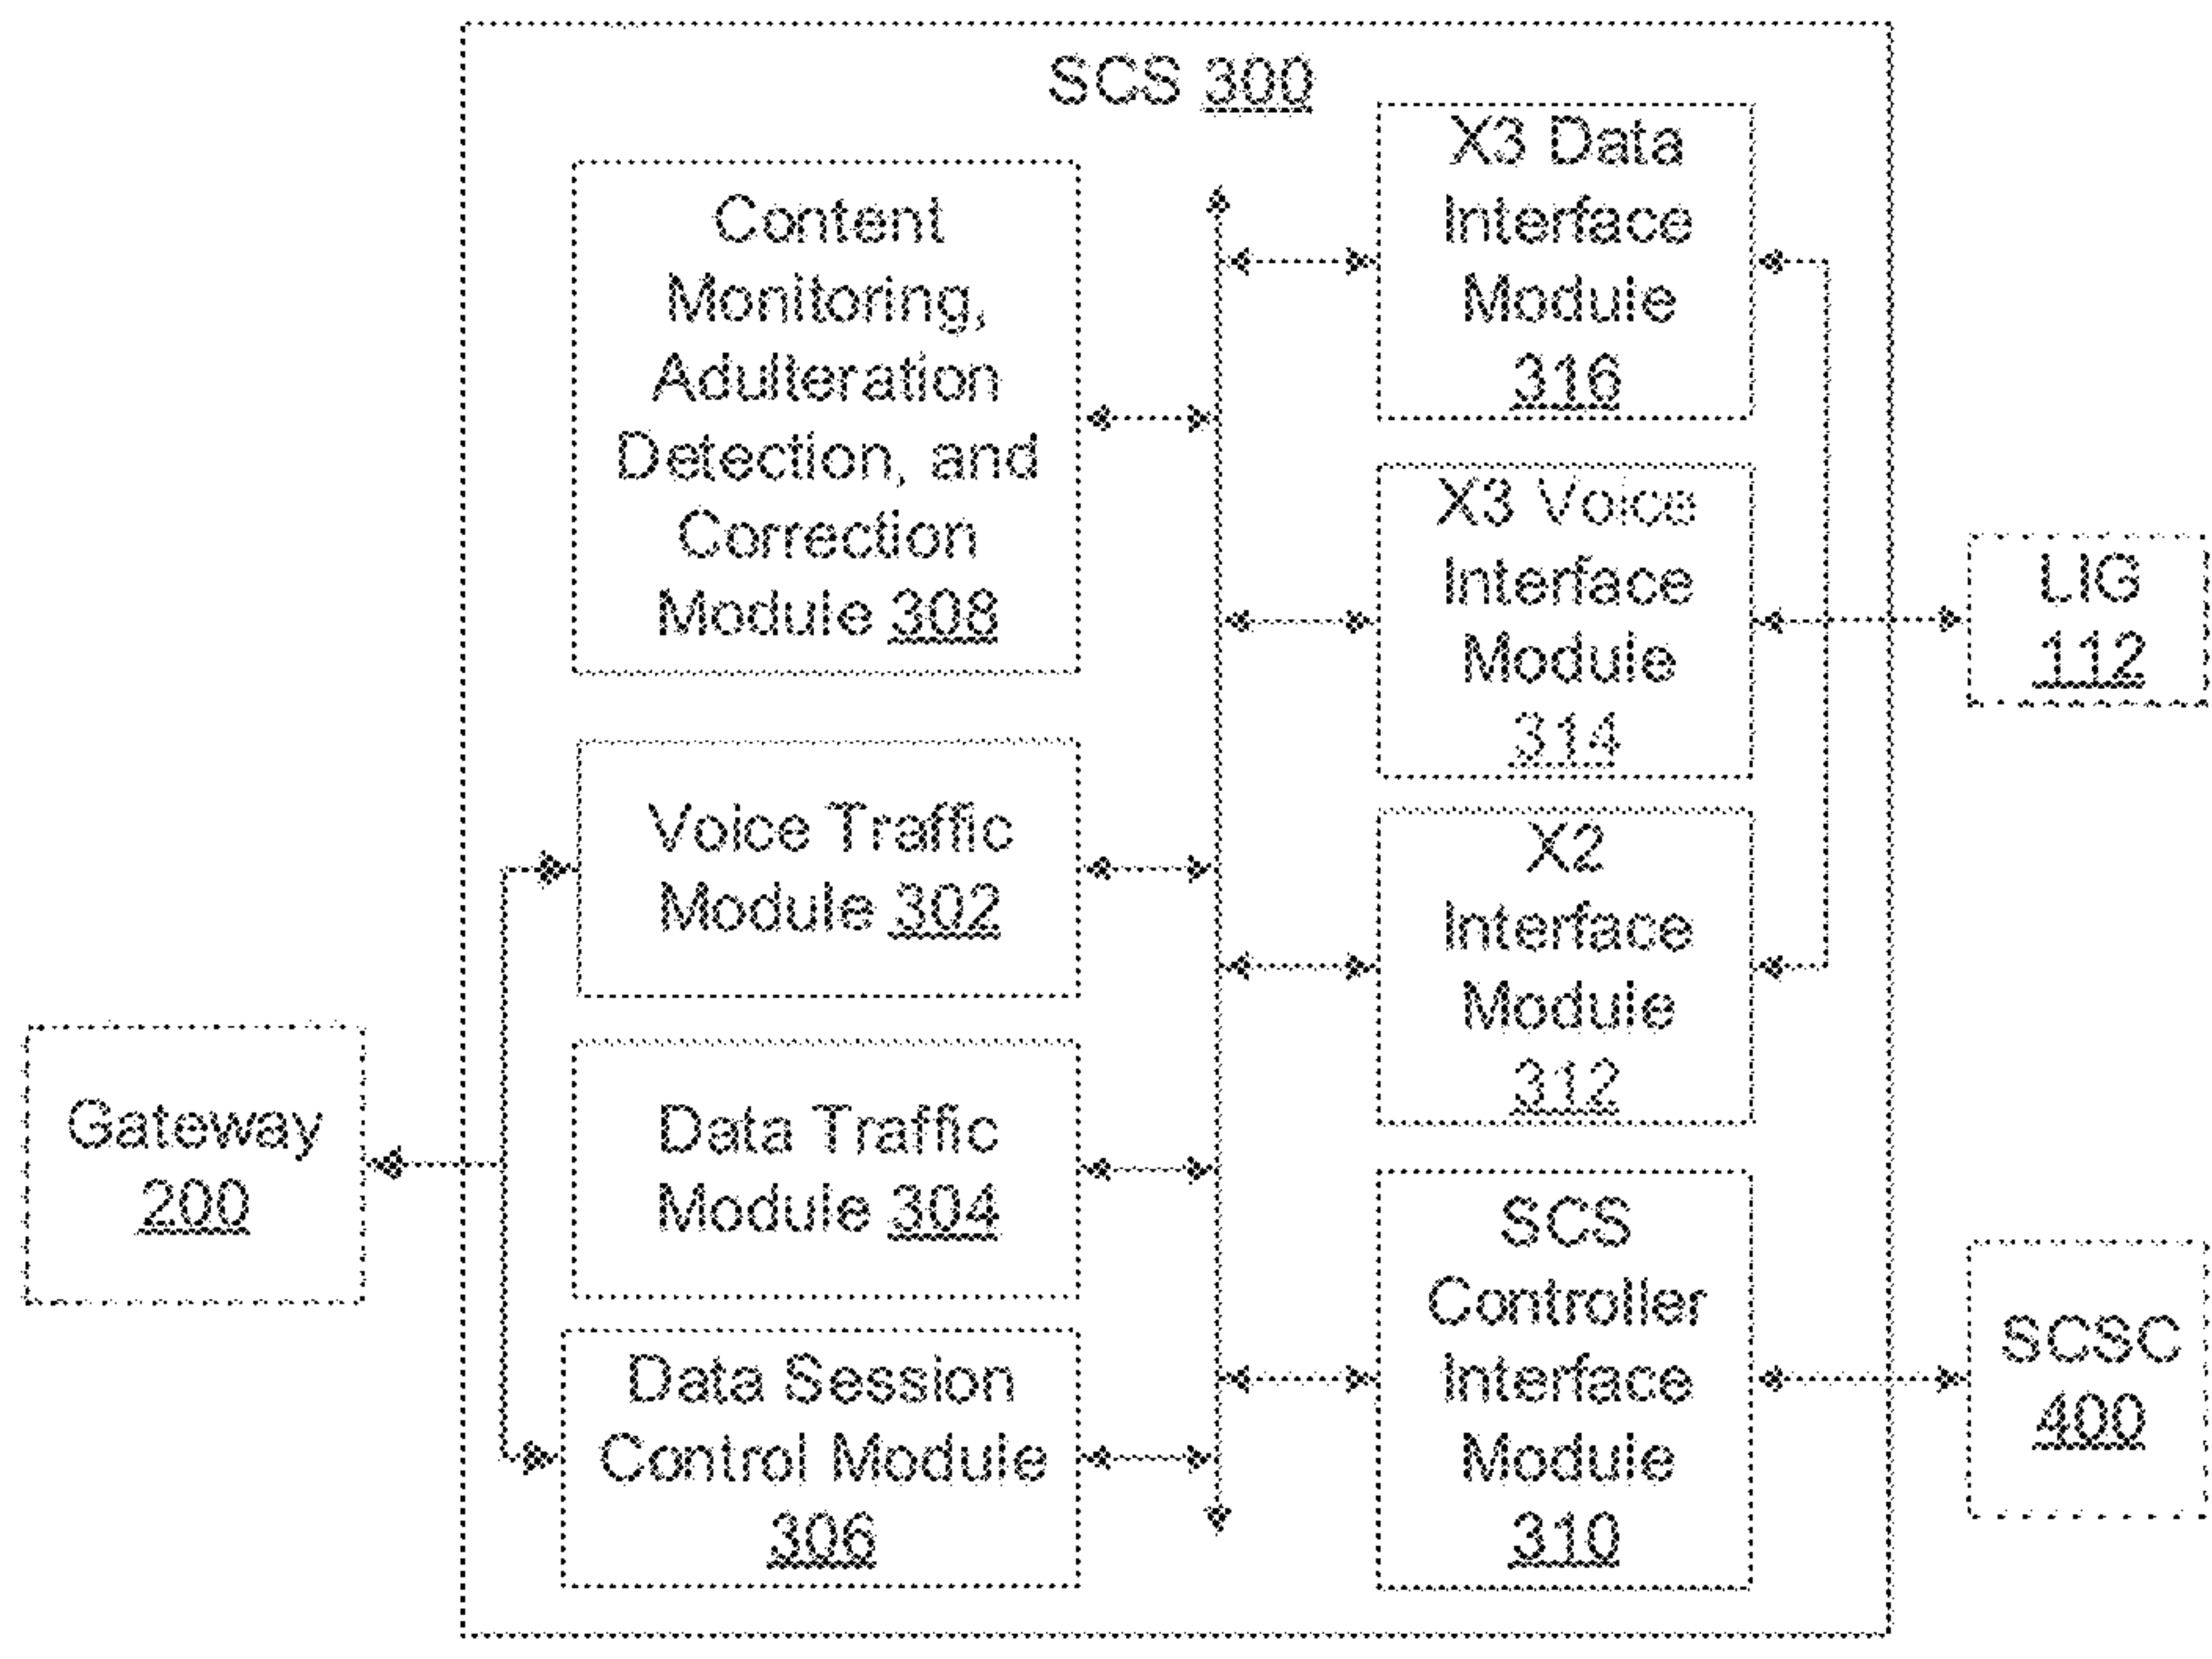 SCS 300
Content
Monitoring,
Adulteration
Detection, and
Correction
Module 308
Voice Traffic
Module 302
Data Traffic
Module 304
Data Session
Control Module
306
X3 Data
Interface
Module
316
X3 Voice
Interface
Module
314
X2
Interface
Module
312
SCS
Controller
Interface
Module
310
Gateway
200
LIG
112
SCSC
400